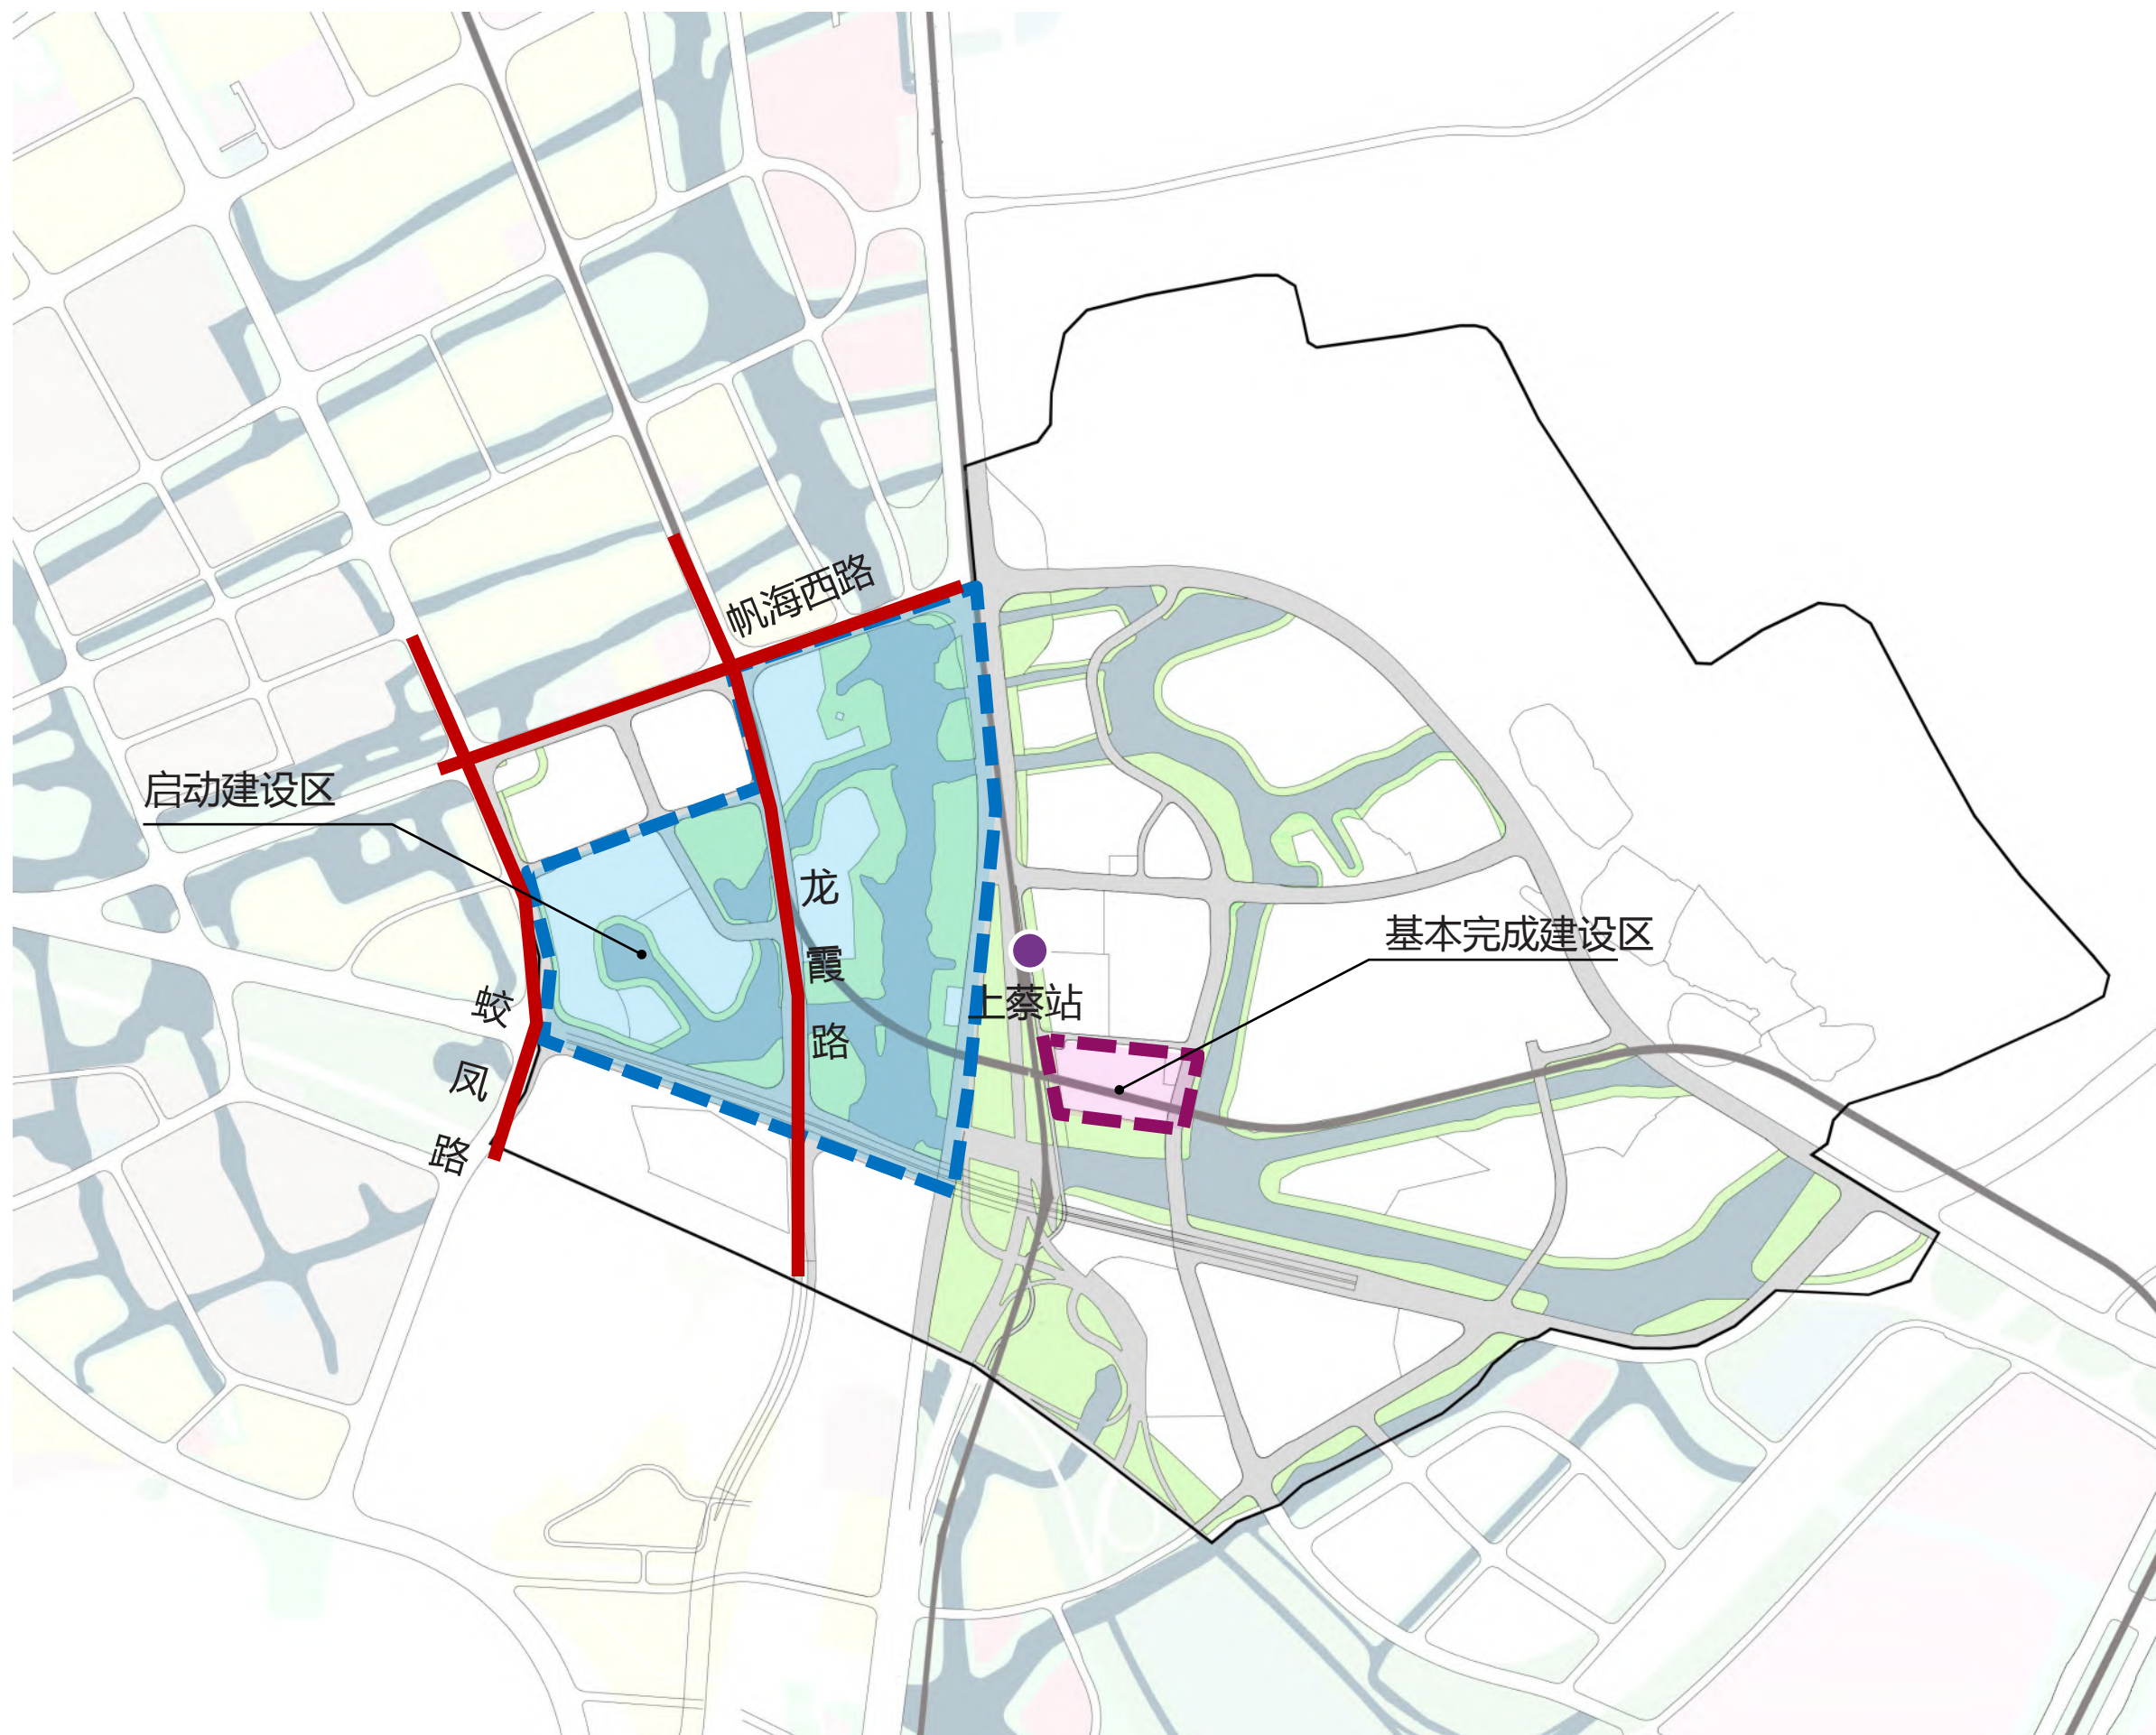 帆海西路
启动建设区
龙霞路
基本完成建设区
上蔡站
蛟凤路